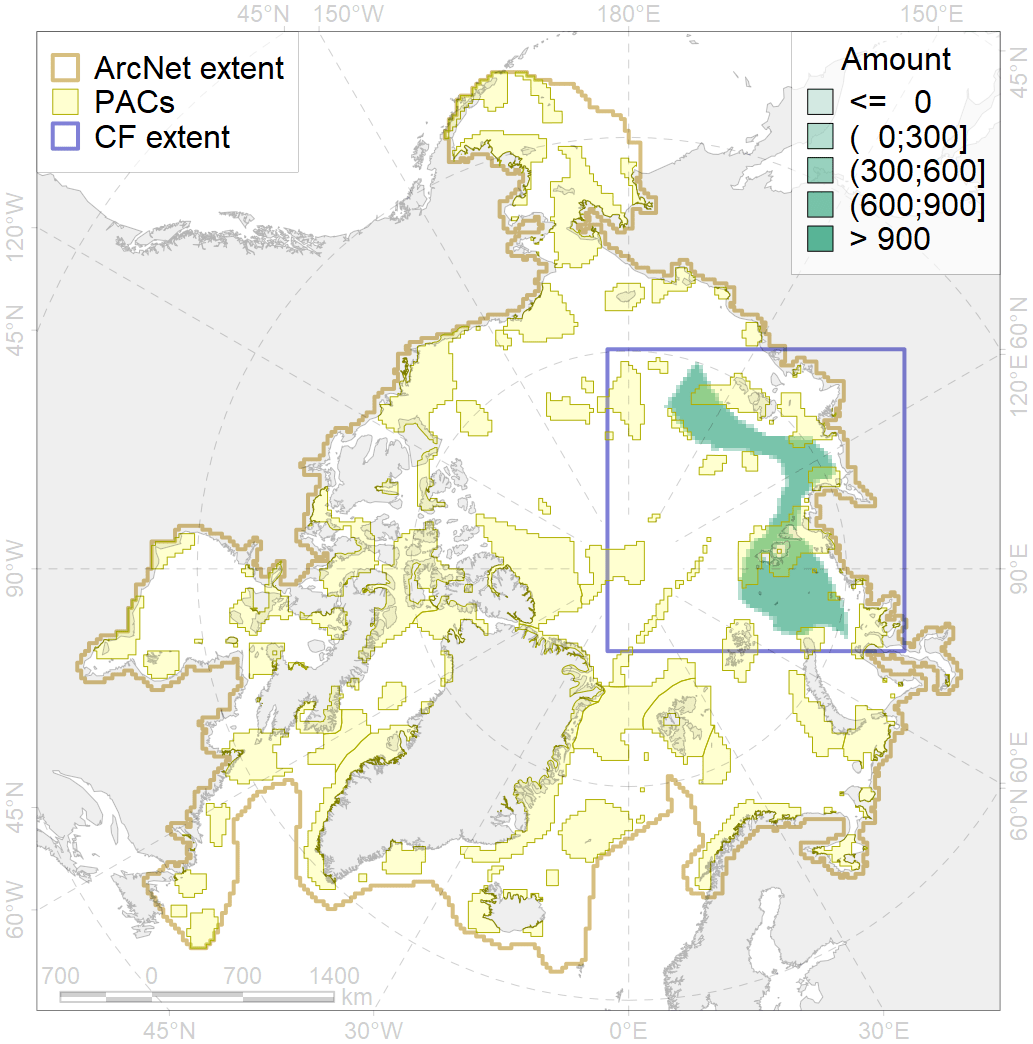 45°N 150°W 180°E 150°E
ArcNet extent
PACs
CF extent
Amount
<= 0
( 0;300]
(300;600]
(600;900]
> 900
45°N
120°W
60°N
45°N
120°E
90°W
90°E
60°E
45°N
60°N
60°W
700 0 700 1400
km
45°N 30°W 0°E 30°E